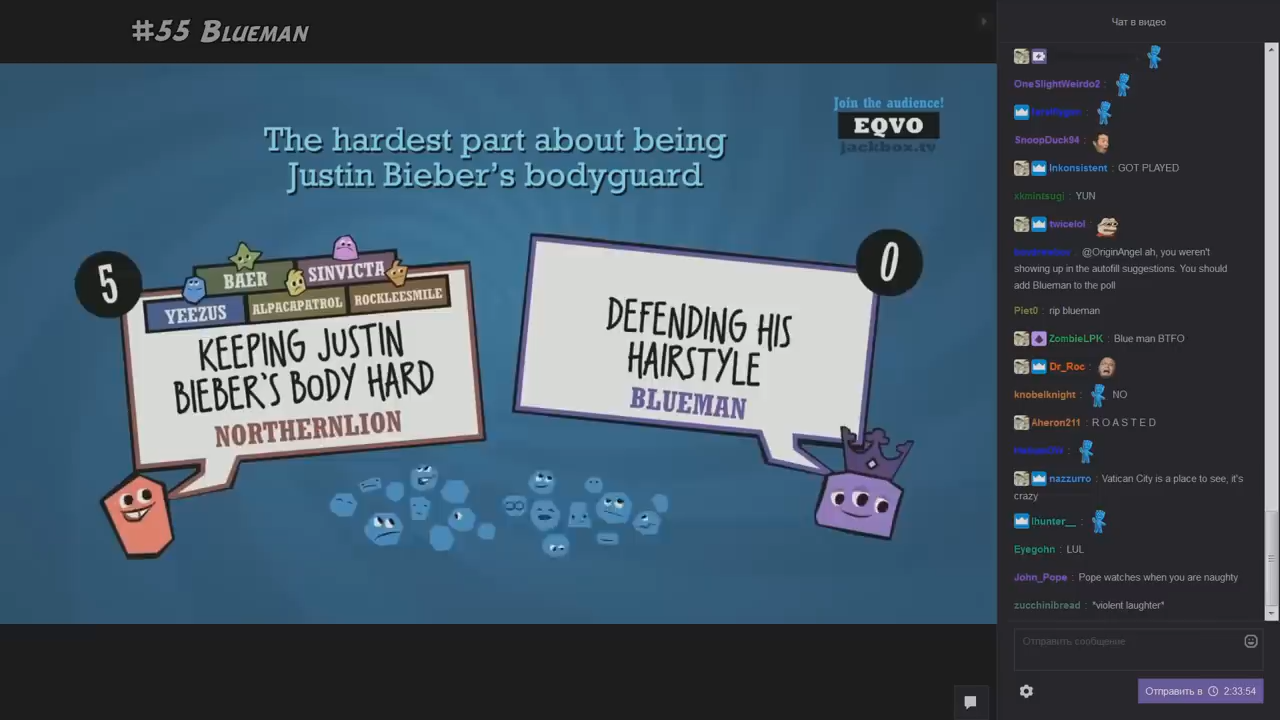 #55 Blueman
Чат в видео
Join the audience!
EQVO
jackbox.tv
The hardest part about being
Justin Bieber's bodyguard
5
BAER
SINVICTA
YEEZUS
ALPACAPATROL
ROCKLEESMILE
KEEPING JUSTIN
BIEBER'S BODY HARD
NORTHERNLION
0
DEFENDING HIS
HAIRSTYLE
BLUEMAN
OneSlightWeirdo2 :
SnoopDuck94 :
Inkonsistent : GOT PLAYED
xkmintsugi : YUN
twicelol :
: @OriginAngel ah, you weren't
showing up in the autofill suggestions. You should
add Blueman to the poll
Piet0 : rip blueman
ZombieLPK : Blue man BTFO
Dr_Roc :
knobelknight : NO
Aheron211 : R O A S T E D
nazzurro : Vatican City is a place to see, it's
crazy
lhunter__ :
Eyegohn : LUL
John_Pope : Pope watches when you are naughty
zucchinibread : *violent laughter*
Отправить сообщение
Отправить в 2:33:54